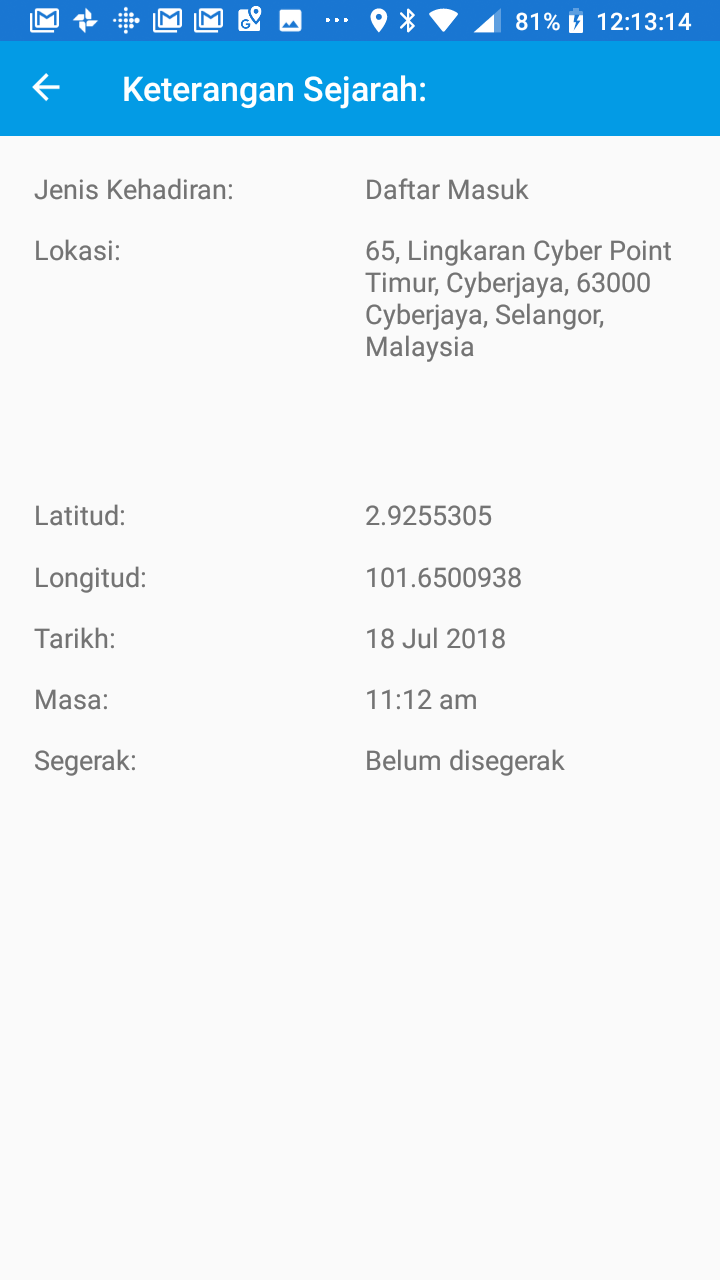 81% 12:13:14
Keterangan Sejarah:
Jenis Kehadiran: Daftar Masuk
Lokasi: 65, Lingkaran Cyber Point
Timur, Cyberjaya, 63000
Cyberjaya, Selangor,
Malaysia
Latitud: 2.9255305
Longitud: 101.6500938
Tarikh: 18 Jul 2018
Masa: 11:12 am
Segerak: Belum disegerak